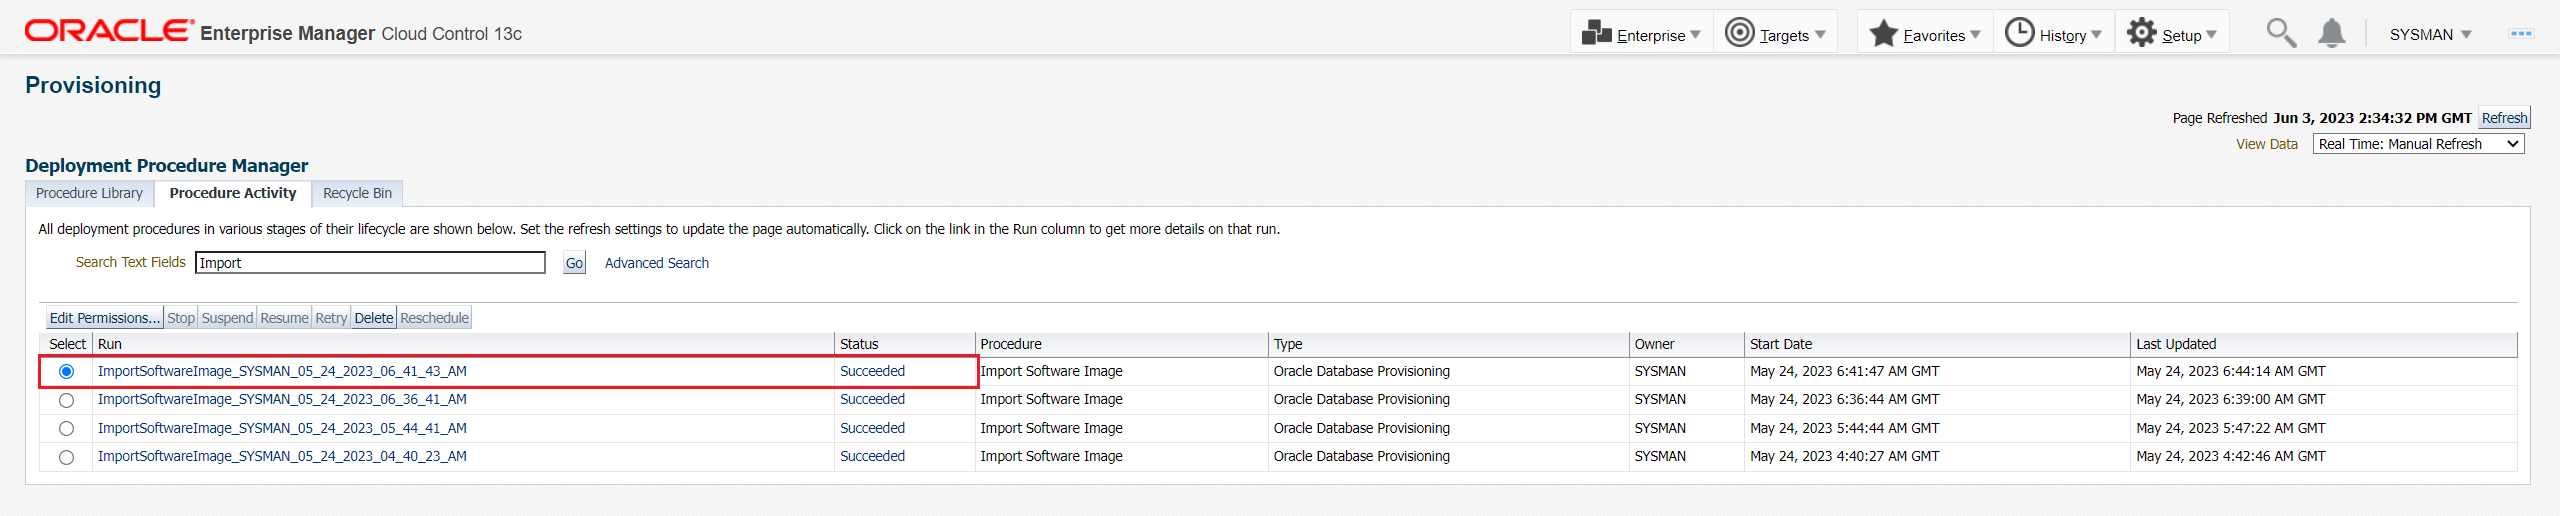 ORACLE Enterprise Manager Cloud Control 13c Enterprise Targets Favorites History Setup SYSMAN
Provisioning
Page Refreshed Jun 3, 2023 2:34:32 PM GMT Refresh
View Data Real Time: Manual Refresh
Deployment Procedure Manager
Procedure Library Procedure Activity Recycle Bin
All deployment procedures in various stages of their lifecycle are shown below. Set the refresh settings to update the page automatically. Click on the link in the Run column to get more details on that run.
Search Text Fields Import Go Advanced Search
Edit Permissions... Stop Suspend Resume Retry Delete Reschedule
Select Run Status Procedure Type Owner Start Date Last Updated
ImportSoftwareImage_SYSMAN_05_24_2023_06_41_43_AM Succeeded Import Software Image Oracle Database Provisioning SYSMAN May 24, 2023 6:41:47 AM GMT May 24, 2023 6:44:14 AM GMT
ImportSoftwareImage_SYSMAN_05_24_2023_06_36_41_AM Succeeded Import Software Image Oracle Database Provisioning SYSMAN May 24, 2023 6:36:44 AM GMT May 24, 2023 6:39:00 AM GMT
ImportSoftwareImage_SYSMAN_05_24_2023_05_44_41_AM Succeeded Import Software Image Oracle Database Provisioning SYSMAN May 24, 2023 5:44:44 AM GMT May 24, 2023 5:47:22 AM GMT
ImportSoftwareImage_SYSMAN_05_24_2023_04_40_23_AM Succeeded Import Software Image Oracle Database Provisioning SYSMAN May 24, 2023 4:40:27 AM GMT May 24, 2023 4:42:46 AM GMT